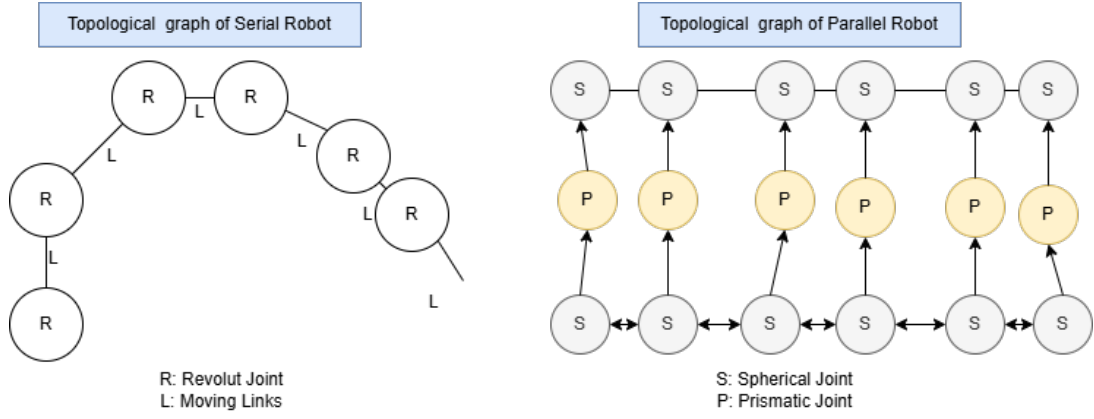 Topological graph of Serial Robot
R
R
L
L
R
L
R
L
R
L
R
L
R: Revolut Joint
L: Moving Links
Topological graph of Parallel Robot
S S S S S S
P P P P P P
S S S S S S
S: Spherical Joint
P: Prismatic Joint